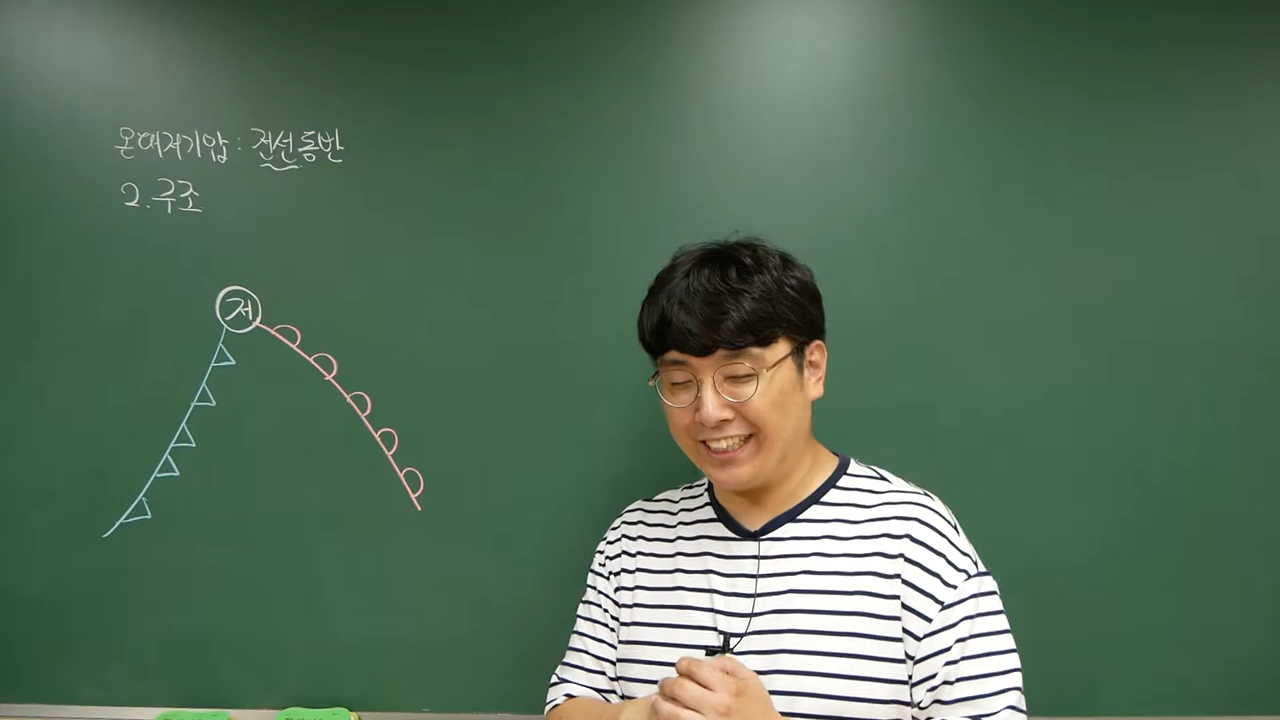 온대저기압 : 전선동반
2. 구조
저